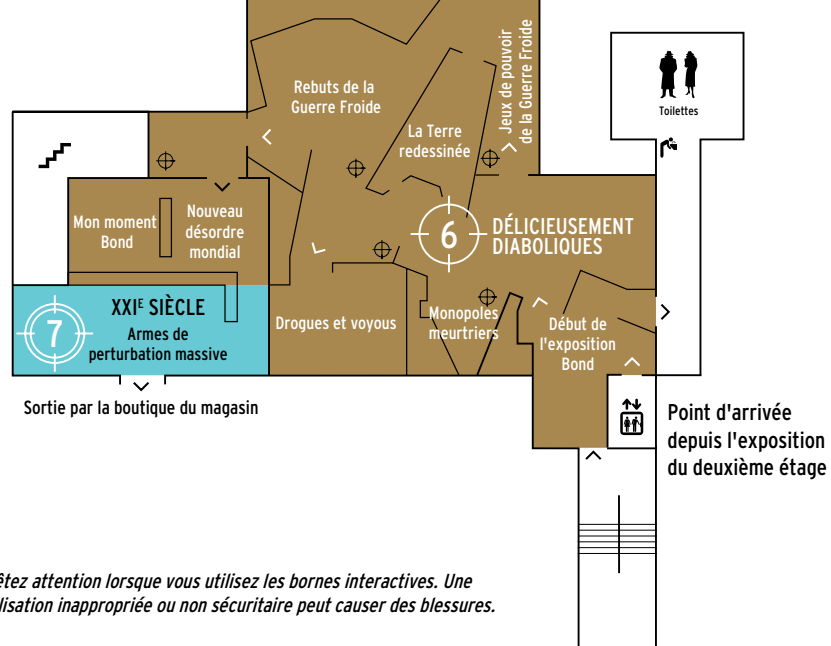 Rebuts de la
Guerre Froide
Jeux de pouvoir
de la Guerre Froide
Toilettes
La Terre
redessinée
Mon moment
Bond
Nouveau
désordre
mondial
6
DÉLICIEUSEMENT
DIABOLIQUES
7
XXIE SIÈCLE
Armes de
perturbation massive
Drogues et voyous
Monopoles
meurtriers
Début de
l'exposition
Bond
Sortie par la boutique du magasin
Point d'arrivée
depuis l'exposition
du deuxième étage
attention lorsque vous utilisez les bornes interactives. Une
inappropriée ou non sécuritaire peut causer des blessures.